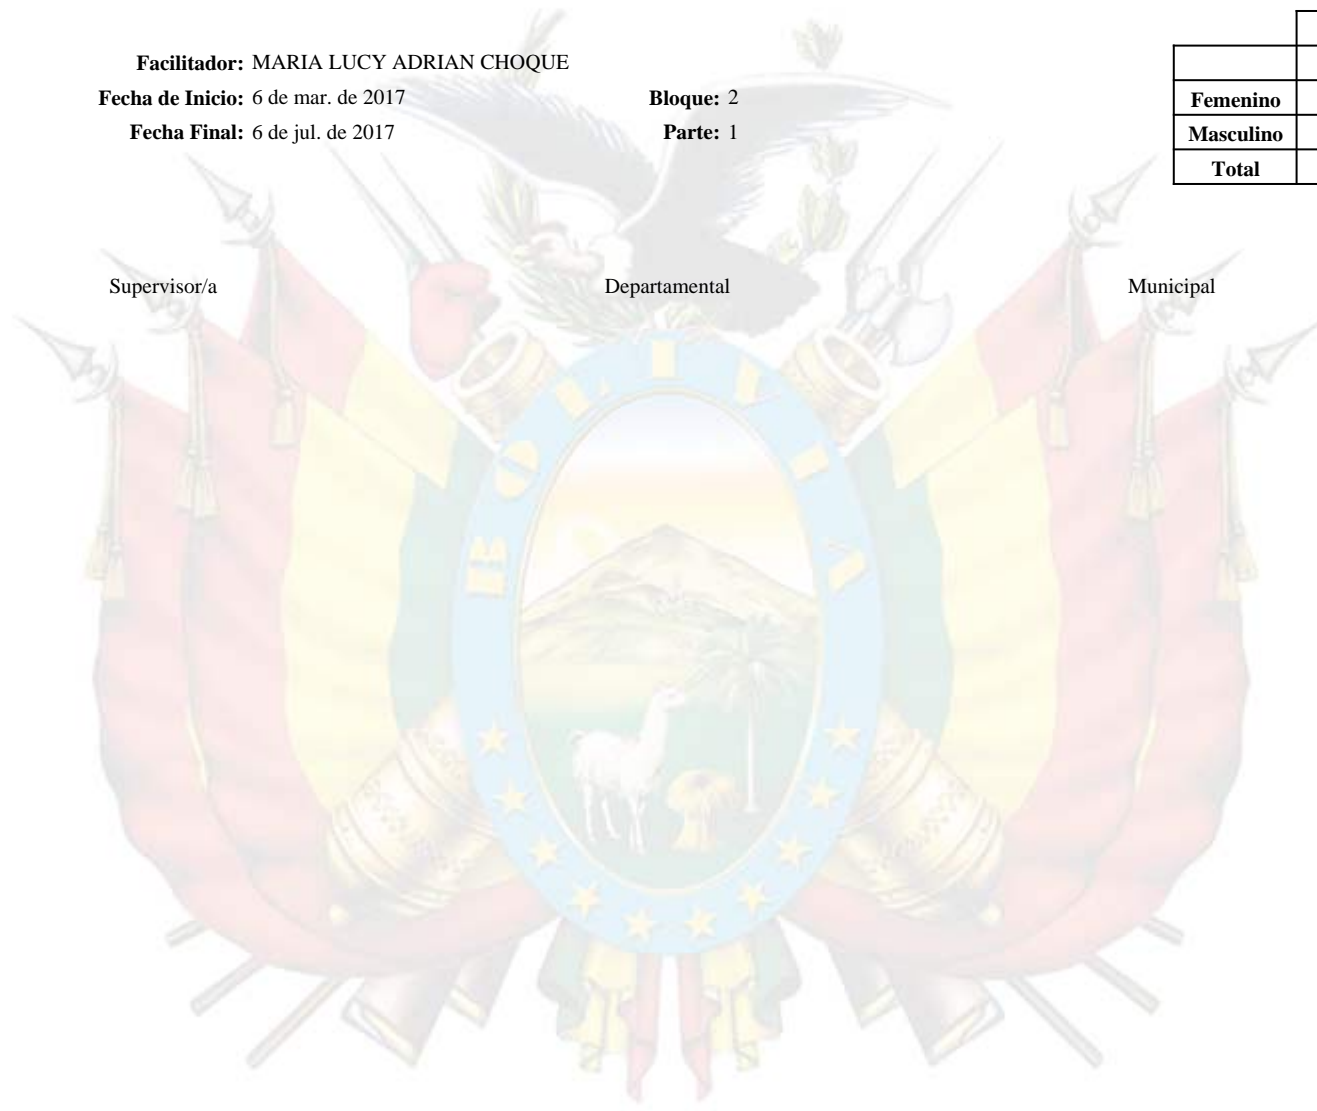 Facilitador: MARIA LUCY ADRIAN CHOQUE
Fecha de Inicio: 6 de mar. de 2017 Bloque: 2
Fecha Final: 6 de jul. de 2017 Parte: 1
Femenino
Masculino
Total
Supervisor/a Departamental Municipal
BOLIVIA